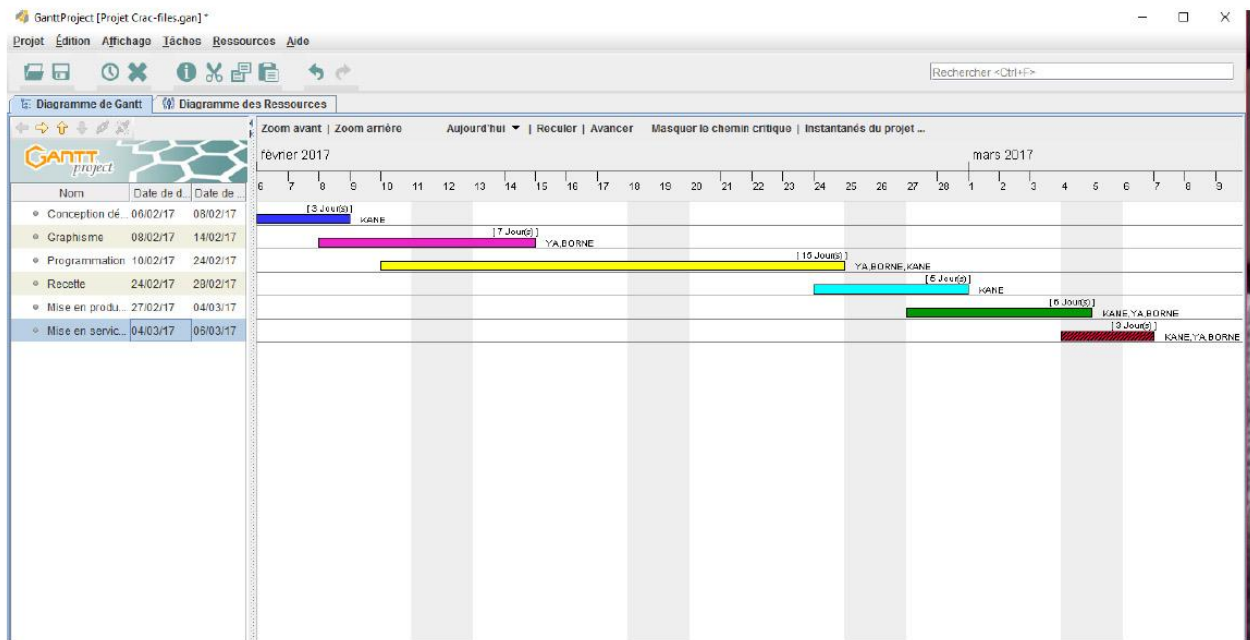 GanttProject [Projet Crac-files.gan] *
Projet Édition Affichage Tâches Ressources Aide
Rechercher <Ctrl+F>
Diagramme de Gantt Diagramme des Ressources
Zoom avant | Zoom arrière Aujourd'hui | Reculer | Avancer Masquer le chemin critique | Instantanés du projet ...
GANTT project
février 2017 mars 2017
6 7 8 9 10 11 12 13 14 15 16 17 18 19 20 21 22 23 24 25 26 27 28 1 2 3 4 5 6 7 8 9
Nom Date de d... Date de ...
Conception dé... 06/02/17 08/02/17 [3 Jour(s)] KANE
Graphisme 08/02/17 14/02/17 [7 Jour(s)] YA,BORNE
Programmation 10/02/17 24/02/17 [15 Jour(s)] YA,BORNE,KANE
Recette 24/02/17 28/02/17 [5 Jour(s)] KANE
Mise en produ... 27/02/17 04/03/17 [6 Jour(s)] KANE,YA,BORNE
Mise en servic... 04/03/17 06/03/17 [3 Jour(s)] KANE,YA,BORNE